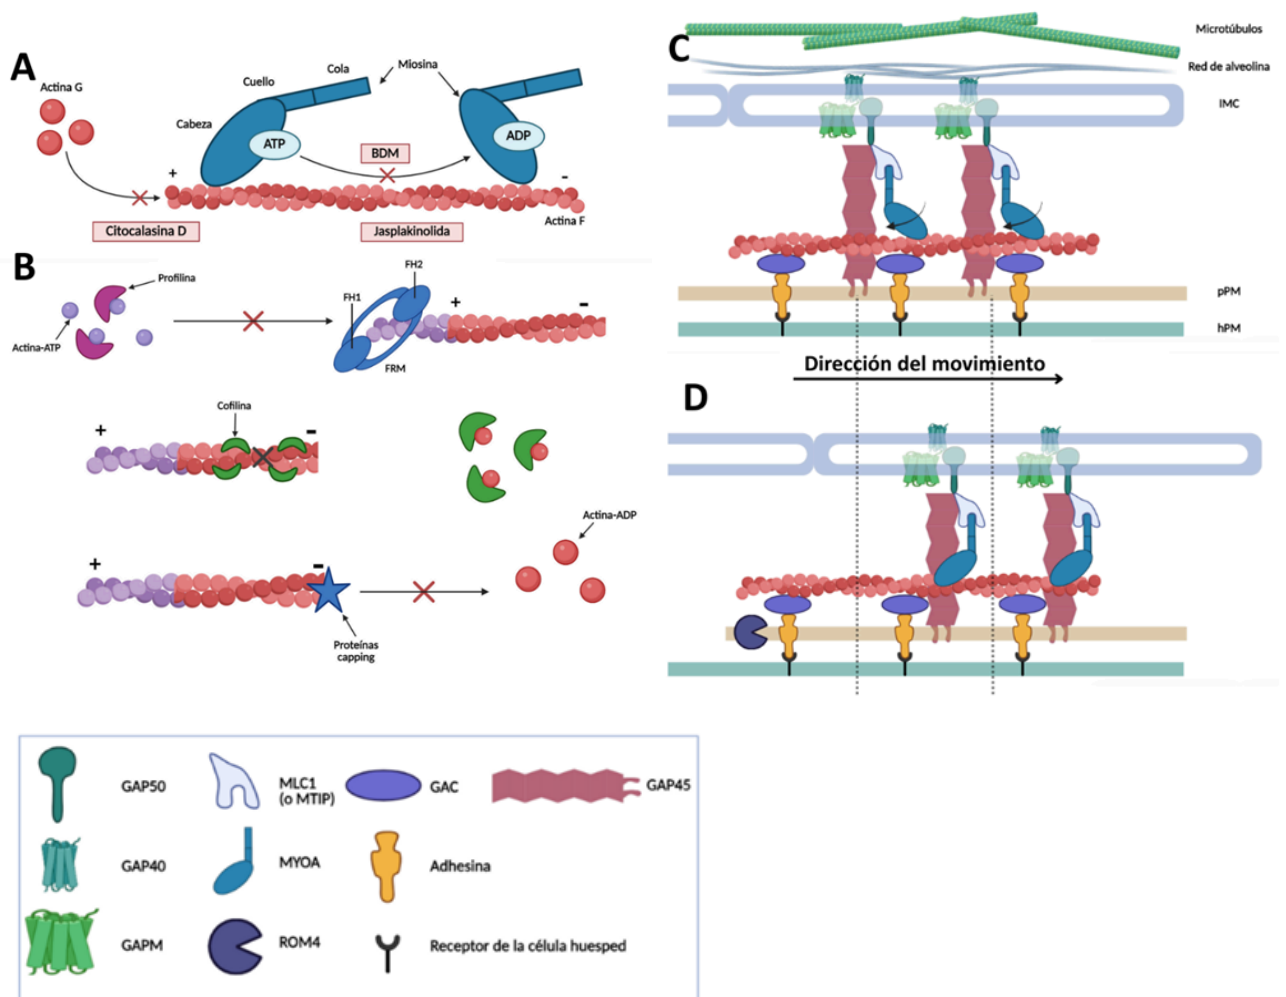 A
Actina G
Cuello
Cola
Miosina
Cabeza
ATP
ADP
BDM
+
-
Citocalasina D
Jasplakinolida
Actina F
B
Profilina
Actina-ATP
FH2
FH1
+
-
FRM
Cofilina
+
-
Actina-ADP
+
-
Proteínas
capping
C
Microtúbulos
Red de alveolina
IMC
pPM
hPM
Dirección del movimiento
D
GAP50
MLC1
(o MTIP)
GAC
GAP45
GAP40
MYOA
Adhesina
GAPM
ROM4
Receptor de la célula huesped